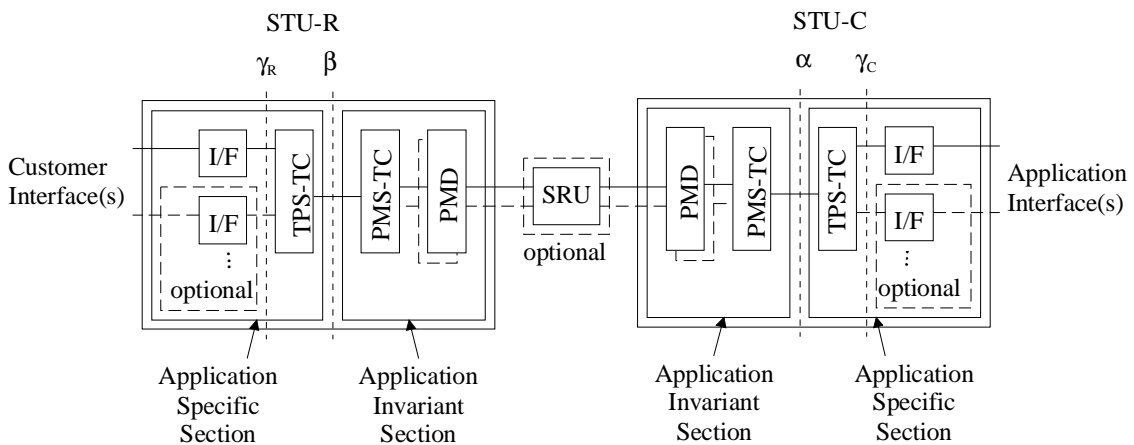 STU-R
STU-C
γR
β
α
γC
Customer
Interface(s)
I/F
I/F
⋮
optional
TPS-TC
PMS-TC
PMD
SRU
optional
PMD
PMS-TC
TPS-TC
I/F
I/F
⋮
optional
Application
Interface(s)
Application
Specific
Section
Application
Invariant
Section
Application
Invariant
Section
Application
Specific
Section